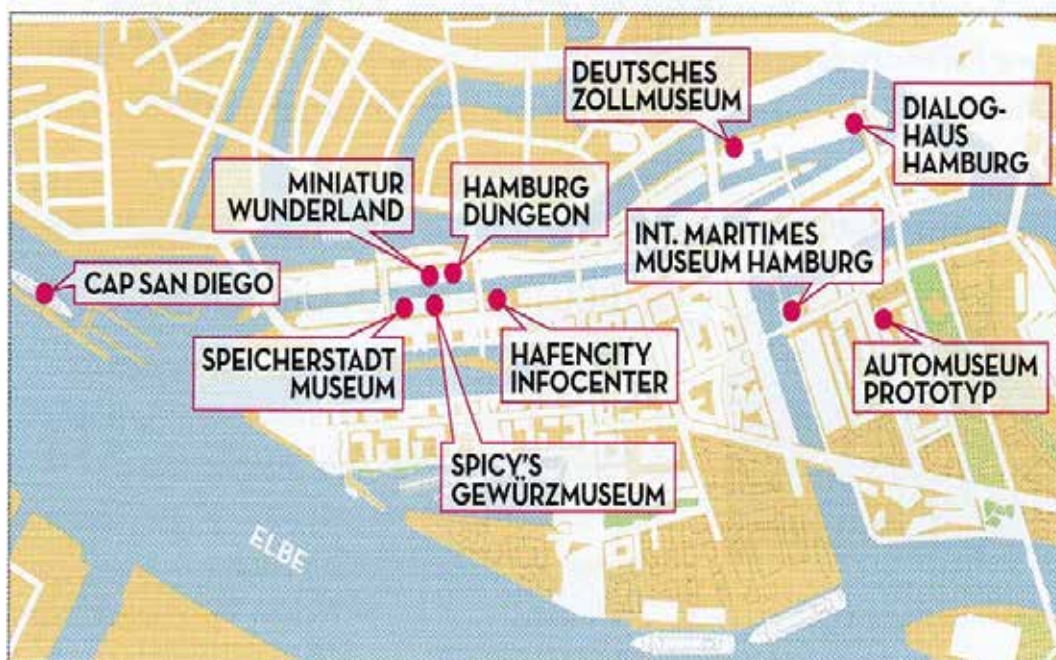 DEUTSCHES
ZOLLMUSEUM
DIALOG-
HAUS
HAMBURG
MINIATUR
WUNDERLAND
HAMBURG
DUNGEON
INT. MARITIMES
MUSEUM HAMBURG
CAP SAN DIEGO
SPEICHERSTADT
MUSEUM
HAFENCITY
INFOCENTER
AUTOMUSEUM
PROTOTYP
SPICY'S
GEWÜRZMUSEUM
ELBE